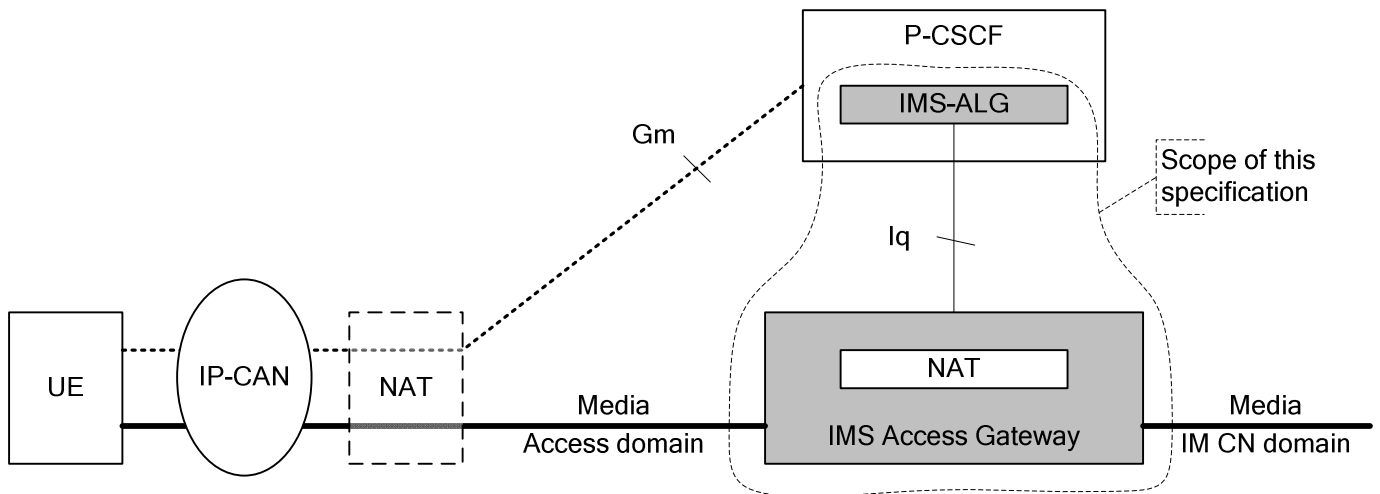 P-CSCF
IMS-ALG
Gm
Scope of this
specification
Iq
UE
IP-CAN
NAT
NAT
Media
Access domain
IMS Access Gateway
Media
IM CN domain